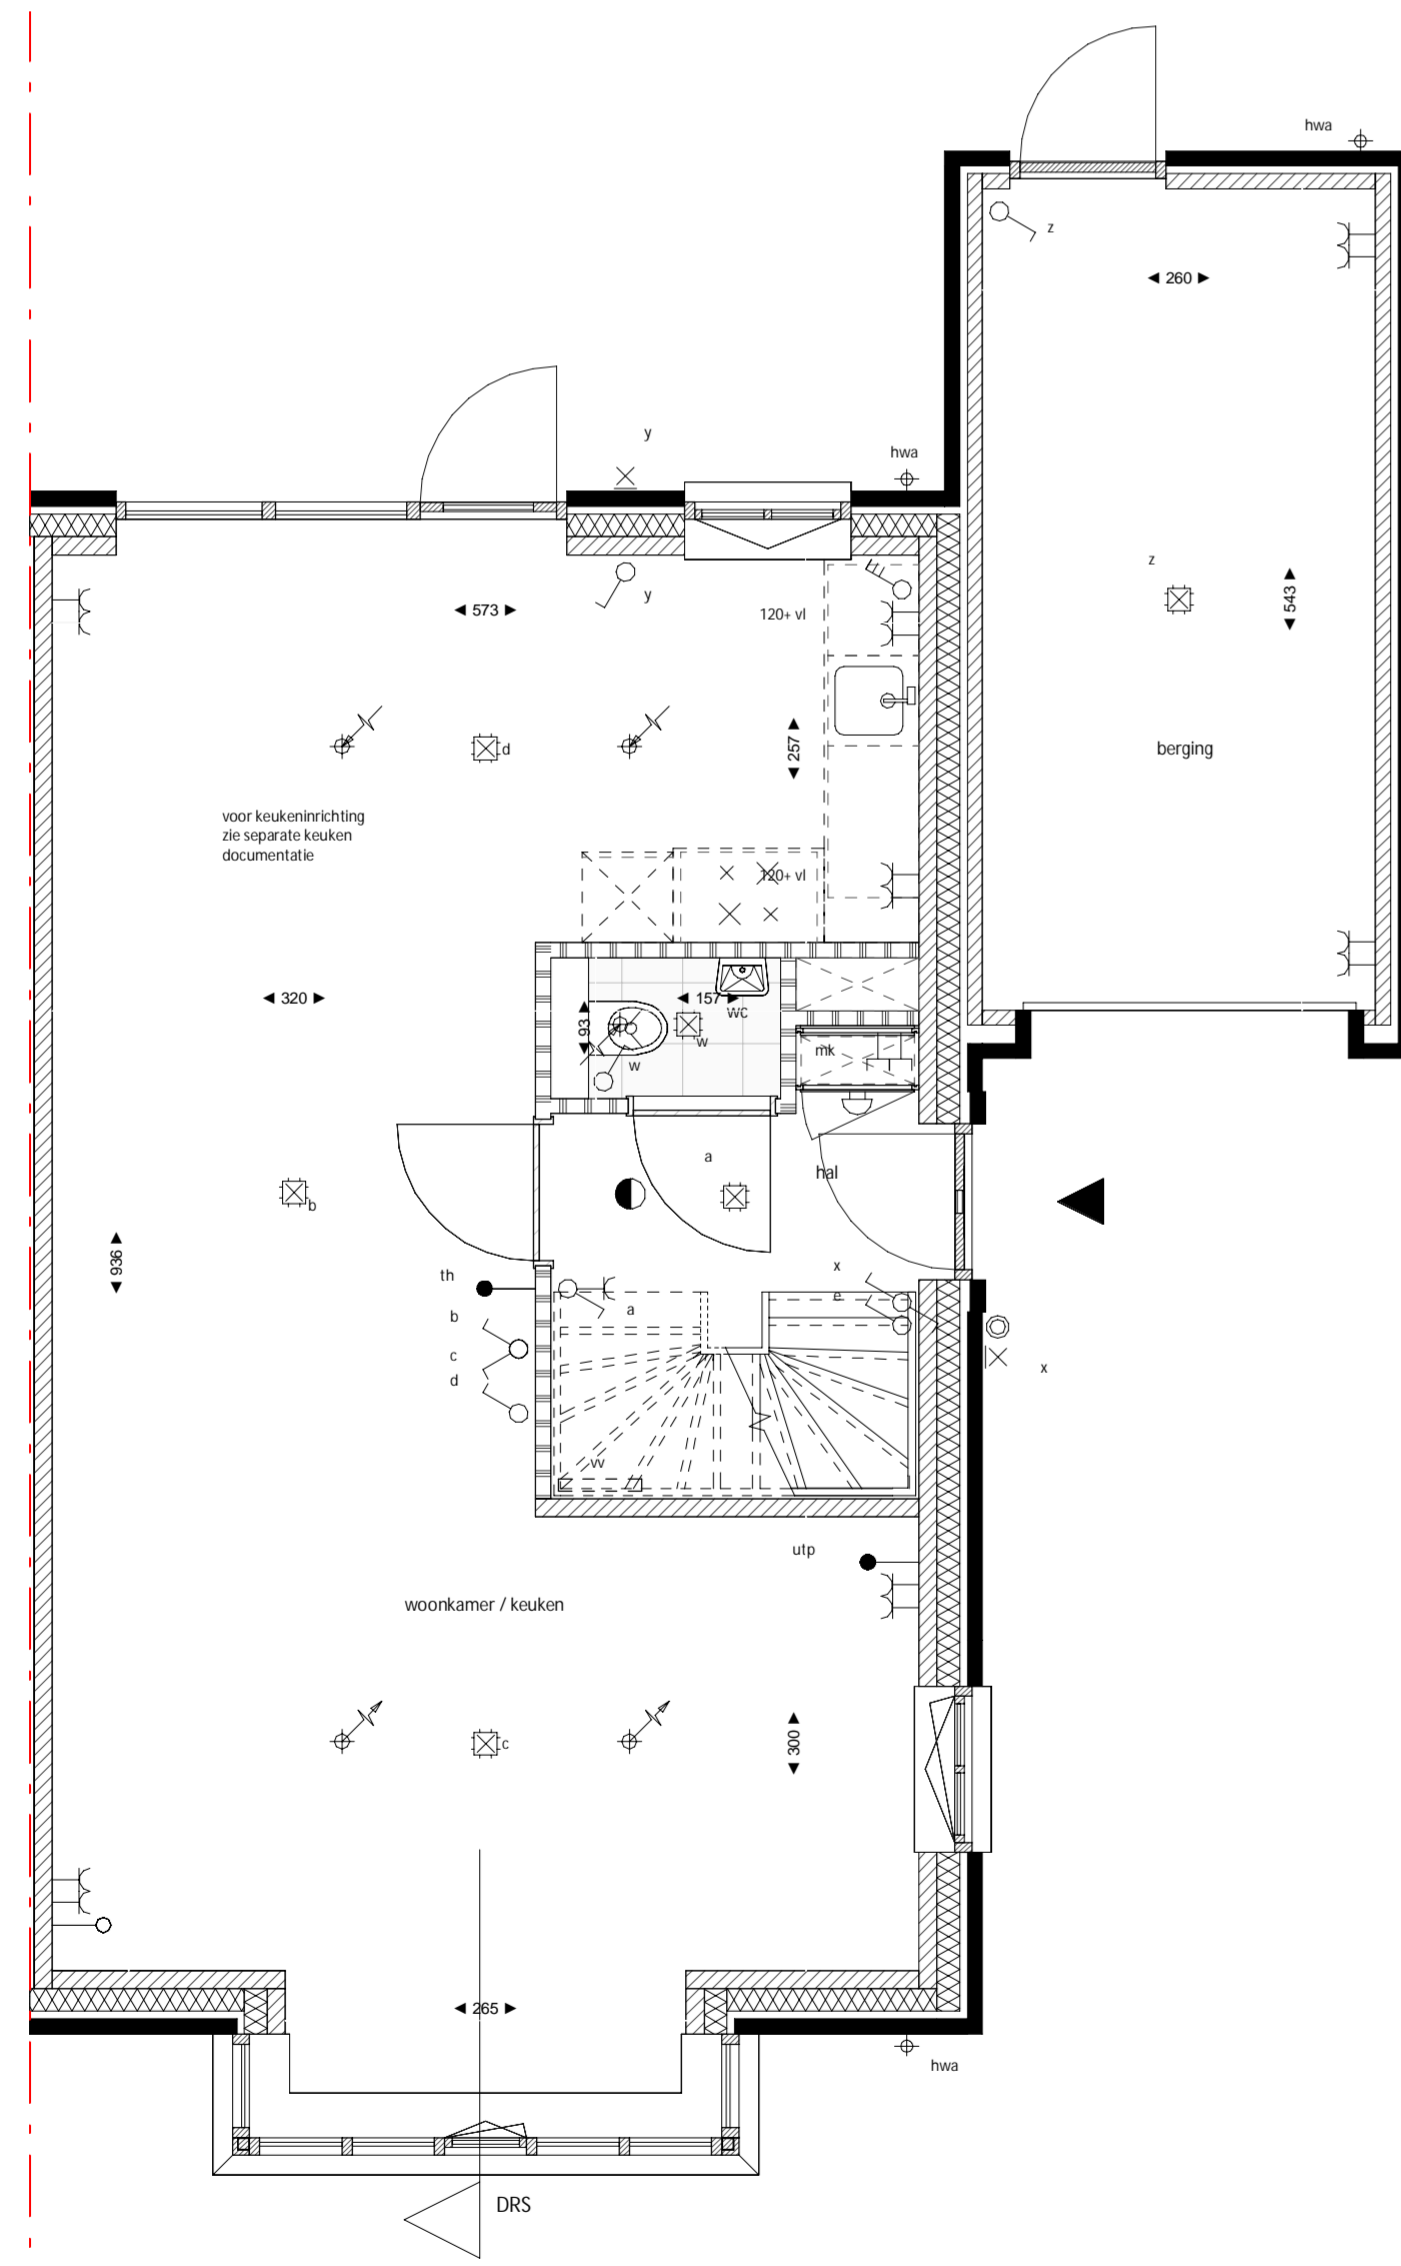 hwa
z
260
y
hwa
z
543
573
y
120+ vl
d
257
berging
voor keukeninrichting
zie separate keuken
documentatie
120+ vl
320
157
wc
93
w
mk
w
a
hal
b
936
th
x
e
a
b
c
d
x
vv
utp
woonkamer / keuken
c
300
265
hwa
DRS